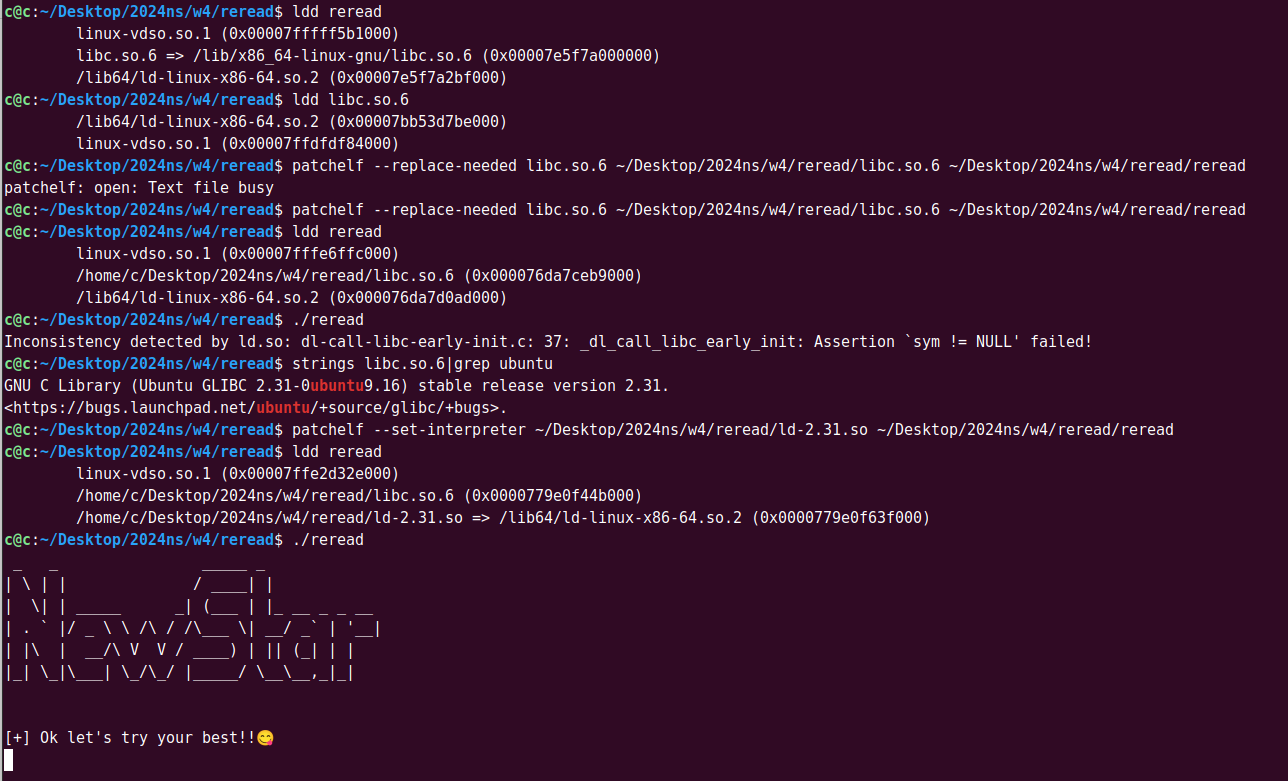 c@c:~/Desktop/2024ns/w4/reread$ ldd reread
        linux-vdso.so.1 (0x00007fffff5b1000)
        libc.so.6 => /lib/x86_64-linux-gnu/libc.so.6 (0x00007e5f7a000000)
        /lib64/ld-linux-x86-64.so.2 (0x00007e5f7a2bf000)
c@c:~/Desktop/2024ns/w4/reread$ ldd libc.so.6
        /lib64/ld-linux-x86-64.so.2 (0x00007bb53d7be000)
        linux-vdso.so.1 (0x00007ffdfdf84000)
c@c:~/Desktop/2024ns/w4/reread$ patchelf --replace-needed libc.so.6 ~/Desktop/2024ns/w4/reread/libc.so.6 ~/Desktop/2024ns/w4/reread/reread
patchelf: open: Text file busy
c@c:~/Desktop/2024ns/w4/reread$ patchelf --replace-needed libc.so.6 ~/Desktop/2024ns/w4/reread/libc.so.6 ~/Desktop/2024ns/w4/reread/reread
c@c:~/Desktop/2024ns/w4/reread$ ldd reread
        linux-vdso.so.1 (0x00007fffe6ffc000)
        /home/c/Desktop/2024ns/w4/reread/libc.so.6 (0x000076da7ceb9000)
        /lib64/ld-linux-x86-64.so.2 (0x000076da7d0ad000)
c@c:~/Desktop/2024ns/w4/reread$ ./reread
Inconsistency detected by ld.so: dl-call-libc-early-init.c: 37: _dl_call_libc_early_init: Assertion `sym != NULL' failed!
c@c:~/Desktop/2024ns/w4/reread$ strings libc.so.6|grep ubuntu
GNU C Library (Ubuntu GLIBC 2.31-0ubuntu9.16) stable release version 2.31.
<https://bugs.launchpad.net/ubuntu/+source/glibc/+bugs>.
c@c:~/Desktop/2024ns/w4/reread$ patchelf --set-interpreter ~/Desktop/2024ns/w4/reread/ld-2.31.so ~/Desktop/2024ns/w4/reread/reread
c@c:~/Desktop/2024ns/w4/reread$ ldd reread
        linux-vdso.so.1 (0x00007ffe2d32e000)
        /home/c/Desktop/2024ns/w4/reread/libc.so.6 (0x0000779e0f44b000)
        /home/c/Desktop/2024ns/w4/reread/ld-2.31.so => /lib64/ld-linux-x86-64.so.2 (0x0000779e0f63f000)
c@c:~/Desktop/2024ns/w4/reread$ ./reread
 _   _                _____ _
| \ | |              / ____| |
|  \| | _____      _| (___ | |_ __ _ _ __
| . ` |/ _ \ \ /\ / /\___ \| __/ _` | '__|
| |\  |  __/\ V  V / ____) | || (_| | |
|_| \_|\___| \_/\_/ |_____/ \__\__,_|_|
[+] Ok let's try your best!!😋